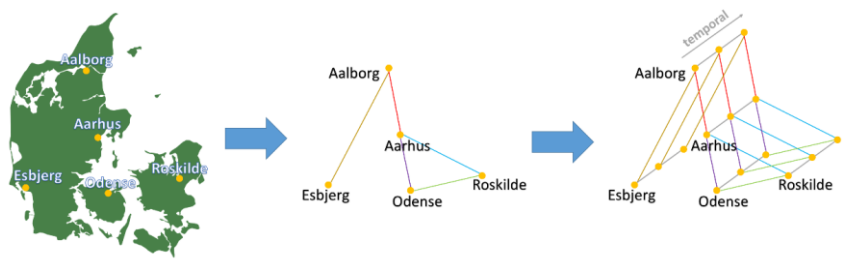 Aalborg
Aarhus
Esbjerg
Odense
Roskilde
Aalborg
Aarhus
Esbjerg
Odense
Roskilde
temporal
Aalborg
Aarhus
Esbjerg
Odense
Roskilde